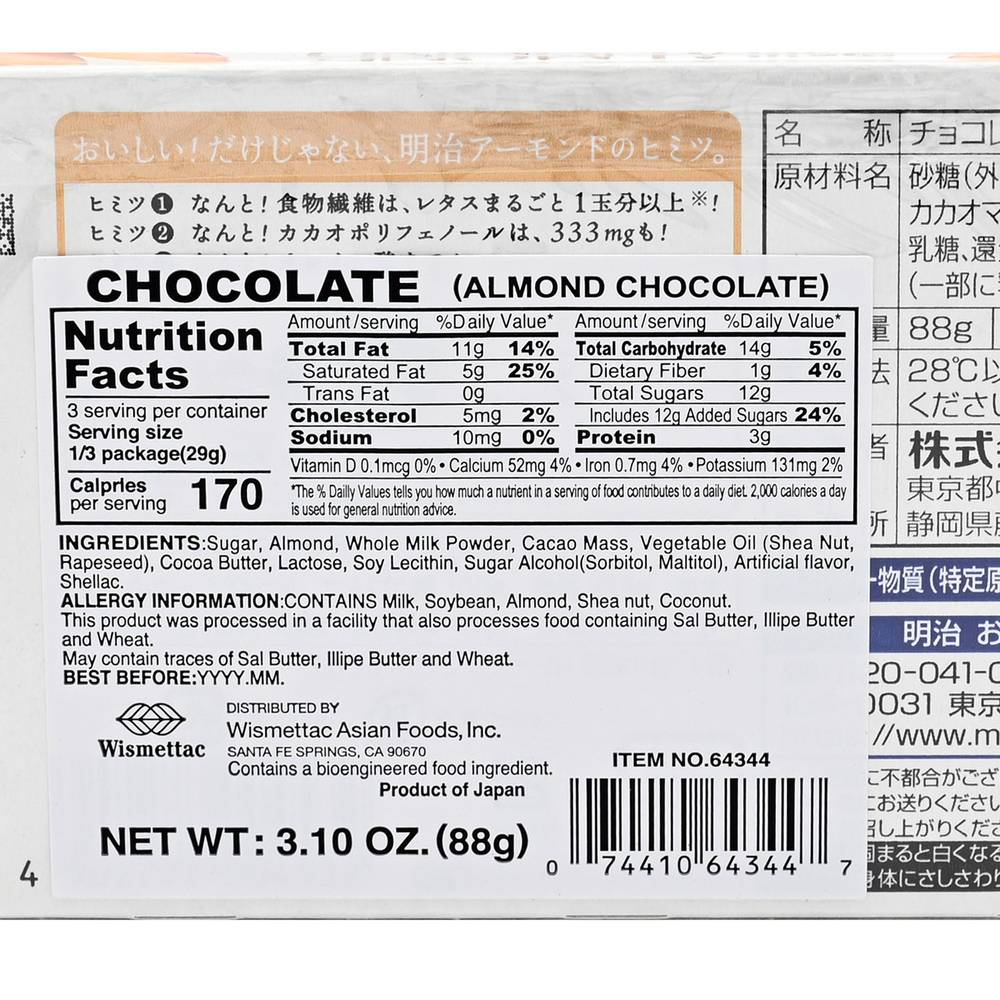 おいしい!だけじゃない、明治アーモンドのヒミツ。
ヒミツ❶ なんと!食物繊維は、レタスまるごと1玉分以上※!
ヒミツ❷ なんと!カカオポリフェノールは、333mgも!
名 称 チョコレ
原材料名 砂糖(外
カカオマ
乳糖、還
(一部に
量 88g
法 28℃以
ください
者 株式
東京都中
所 静岡県
物質(特定原
明治 お
20-041-0
0031 東京
//www.m
に不都合がござ
にお送りください
召し上がりくだ
固まると白くなる
身体にさしさわり
CHOCOLATE (ALMOND CHOCOLATE)
Nutrition
Facts
3 serving per container
Serving size
1/3 package(29g)
Calprles
per serving 170
Amount/serving %Daily Value*
Total Fat 11g 14%
Saturated Fat 5g 25%
Trans Fat 0g
Cholesterol 5mg 2%
Sodium 10mg 0%
Amount/serving %Daily Value*
Total Carbohydrate 14g 5%
Dietary Fiber 1g 4%
Total Sugars 12g
Includes 12g Added Sugars 24%
Protein 3g
Vitamin D 0.1mcg 0% • Calcium 52mg 4% • Iron 0.7mg 4% • Potassium 131mg 2%
*The % Dailly Values tells you how much a nutrient in a serving of food contributes to a daily diet. 2,000 calories a day
is used for general nutrition advice.
INGREDIENTS:Sugar, Almond, Whole Milk Powder, Cacao Mass, Vegetable Oil (Shea Nut,
Rapeseed), Cocoa Butter, Lactose, Soy Lecithin, Sugar Alcohol(Sorbitol, Maltitol), Artificial flavor,
Shellac.
ALLERGY INFORMATION:CONTAINS Milk, Soybean, Almond, Shea nut, Coconut.
This product was processed in a facility that also processes food containing Sal Butter, Illipe Butter
and Wheat.
May contain traces of Sal Butter, Illipe Butter and Wheat.
BEST BEFORE:YYYY.MM.
Wismettac
DISTRIBUTED BY
Wismettac Asian Foods, Inc.
SANTA FE SPRINGS, CA 90670
Contains a bioengineered food ingredient.
Product of Japan
NET WT: 3.10 OZ.(88g)
ITEM NO.64344
0 74410 64344 7
4